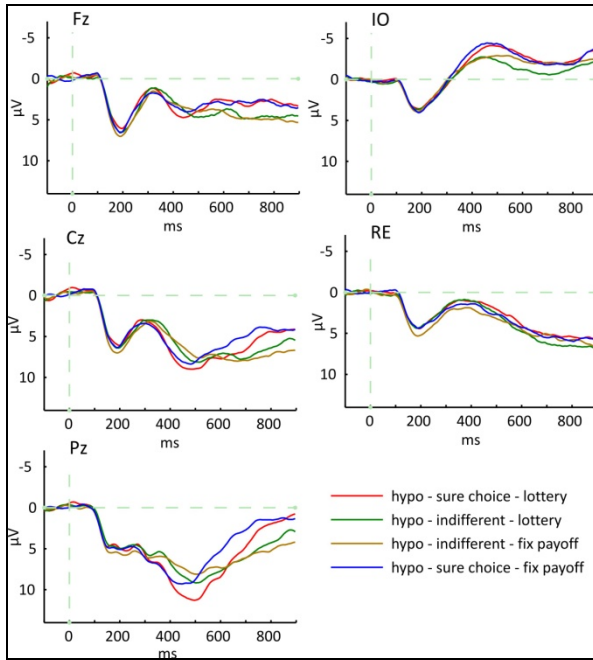 Fz
-5
0
5
10
µV
0 200 400 600 800
ms
IO
-5
0
5
10
µV
0 200 400 600 800
ms
Cz
-5
0
5
10
µV
0 200 400 600 800
ms
RE
-5
0
5
10
µV
0 200 400 600 800
ms
Pz
-5
0
5
10
µV
0 200 400 600 800
ms
hypo - sure choice - lottery
hypo - indifferent - lottery
hypo - indifferent - fix payoff
hypo - sure choice - fix payoff